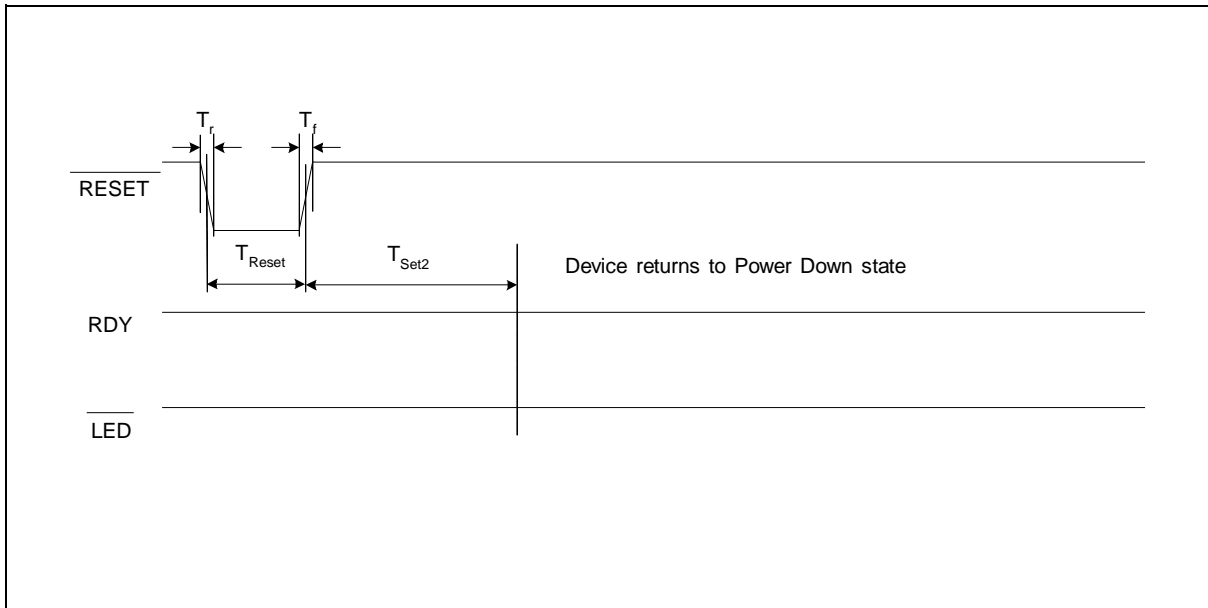 Tr Tf
RESET
TReset TSet2 Device returns to Power Down state
RDY
LED